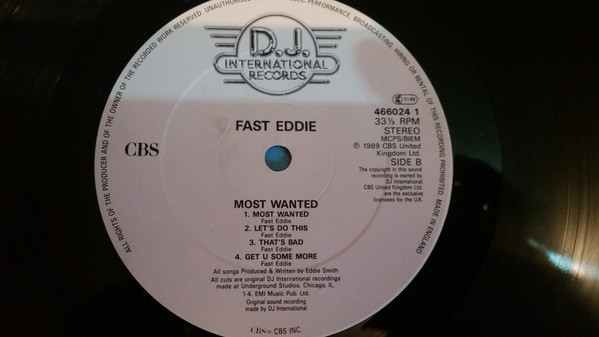 ALL RIGHTS OF THE PRODUCER AND OF THE OWNER OF THE RECORDED WORK RESERVED. UNAUTHORISED MUSIC PERFORMANCE, BROADCASTING, HIRING OR RENTAL OF THIS RECORDING PROHIBITED MADE IN ENGLAND
D.J.
INTERNATIONAL
RECORDS
FAST EDDIE
CBS
466024 1
33⅓ RPM
STEREO
MCPS/BIEM
℗ 1989 CBS United
Kingdom Ltd.
SIDE B
The copyright in this sound
recording is owned by
DJ International
CBS United Kingdom Ltd.
are the exclusive
licensees for the U.K.
MOST WANTED
1. MOST WANTED
Fast Eddie
2. LET'S DO THIS
Fast Eddie
3. THAT'S BAD
Fast Eddie
4. GET U SOME MORE
Fast Eddie
All songs Produced & Written by Eddie Smith
All cuts are original DJ International recordings
made at Underground Studios, Chicago, IL.
1-4. EMI Music Pub. Ltd.
Original sound recording
made by DJ International
CBS CBS INC.